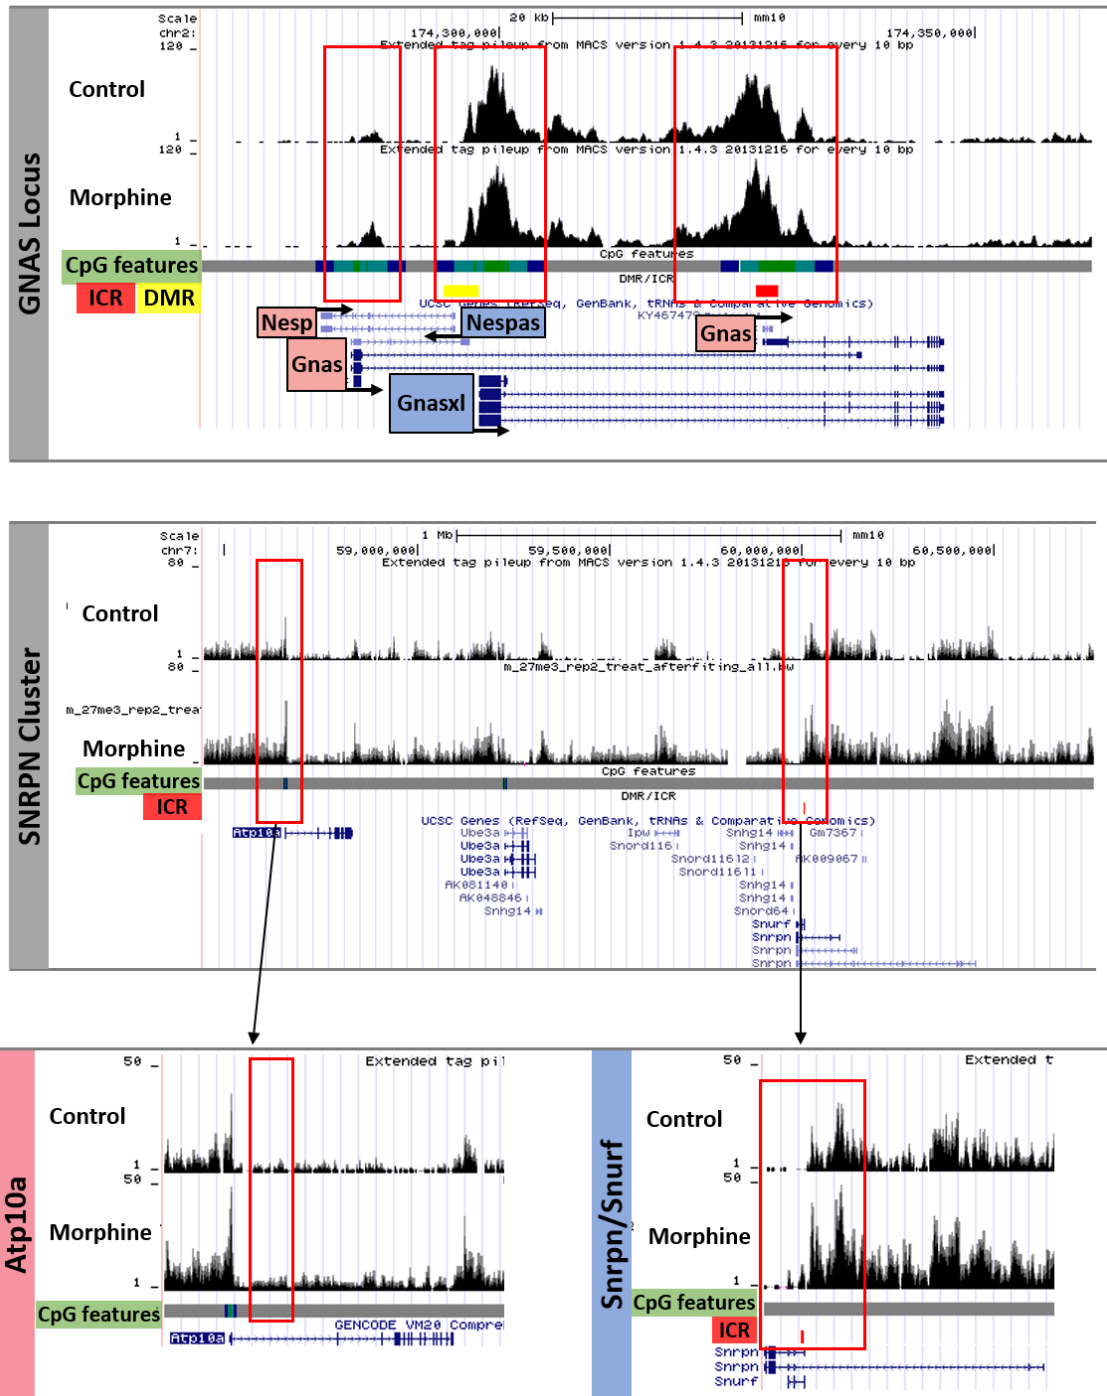 GNAS Locus
Scale 20 kb mm10
chr2: 174,300,000 174,350,000
120 Extended tag pileup from MACS version 1.4.3 20131216 for every 10 bp
Control
1
120 Extended tag pileup from MACS version 1.4.3 20131216 for every 10 bp
Morphine
1
CpG features CpG features
DMR/ICR
ICR DMR
UCSC Genes (RefSeq, GenBank, tRNAs & Comparative Genomics)
Nesp Nespas Gnas
Gnas
Gnasxl
SNRPN Cluster
Scale 1 Mb mm10
chr7: 59,000,000 59,500,000 60,000,000 60,500,000
80 Extended tag pileup from MACS version 1.4.3 20131216 for every 10 bp
Control
1
80 m_27me3_rep2_treat_afterfiting_all.bw
m_27me3_rep2_trea
Morphine
CpG features CpG features
ICR DMR/ICR
UCSC Genes (RefSeq, GenBank, tRNAs & Comparative Genomics)
Atp10a Ube3a Ipw Snhg14 Gm7367
Ube3a Snord116 Snhg14
Ube3a Snord116l2 AK009067
Ube3a Snord116l1
AK081140 Snhg14
AK048846 Snhg14
Snhg14 Snord64
Snurf
Snrpn
Snrpn
Snrpn
Atp10a
50 Extended tag pil
Control
1
50
Morphine
1
CpG features
GENCODE VM20 Compre
Atp10a
Snrpn/Snurf
50 Extended t
Control
1
50
Morphine
1
CpG features
ICR
Snrpn
Snrpn
Snurf